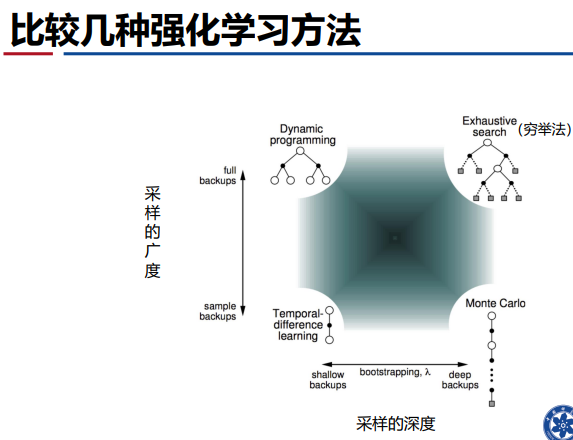 比较几种强化学习方法
Dynamic
programming
Exhaustive
search
(穷举法)
full
backups
采
样
的
广
度
sample
backups
Temporal-
difference
learning
Monte Carlo
shallow
backups
bootstrapping, λ
deep
backups
采样的深度